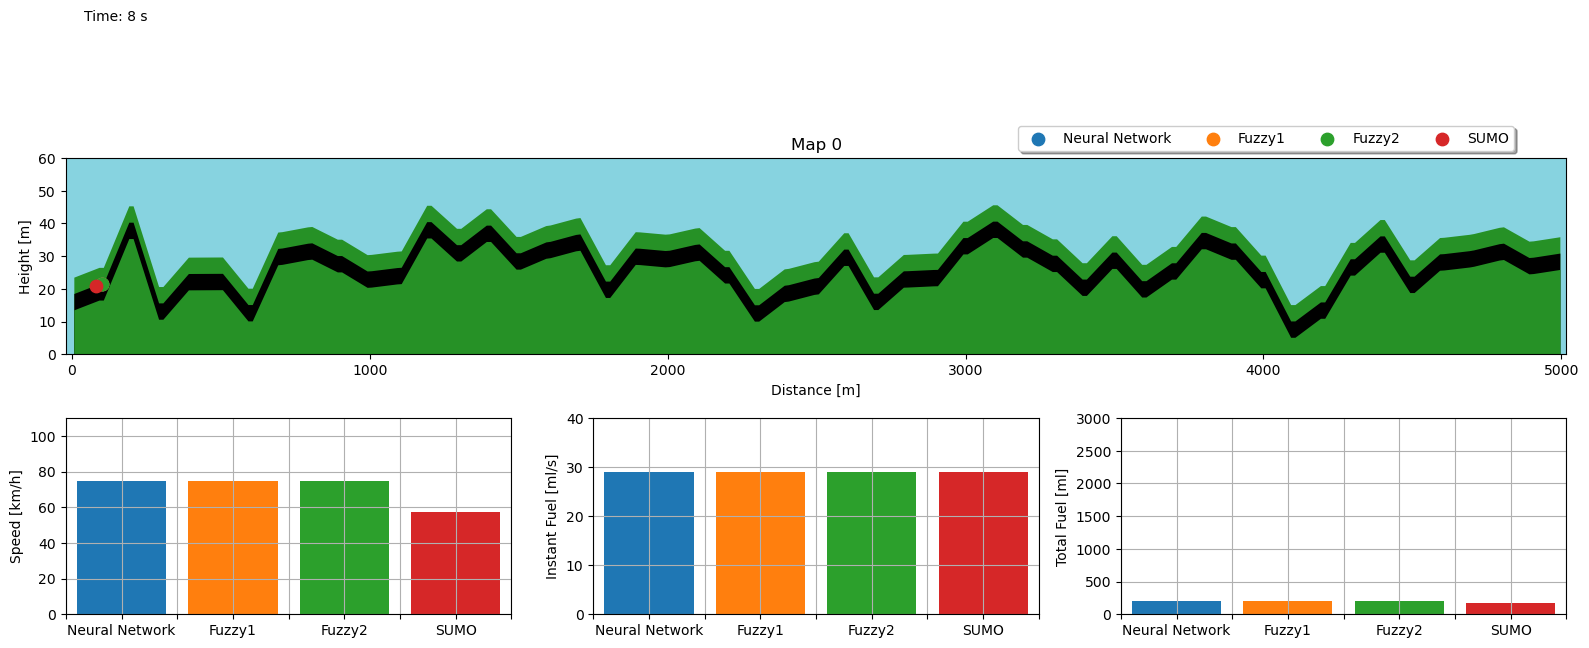 Time: 8 s
Neural Network Fuzzy1 Fuzzy2 SUMO
Map 0
Height [m]
60
50
40
30
20
10
0
0 1000 2000 3000 4000 5000
Distance [m]
Speed [km/h]
100
80
60
40
20
0
Neural Network Fuzzy1 Fuzzy2 SUMO
Instant Fuel [ml/s]
40
30
20
10
0
Neural Network Fuzzy1 Fuzzy2 SUMO
Total Fuel [ml]
3000
2500
2000
1500
1000
500
0
Neural Network Fuzzy1 Fuzzy2 SUMO